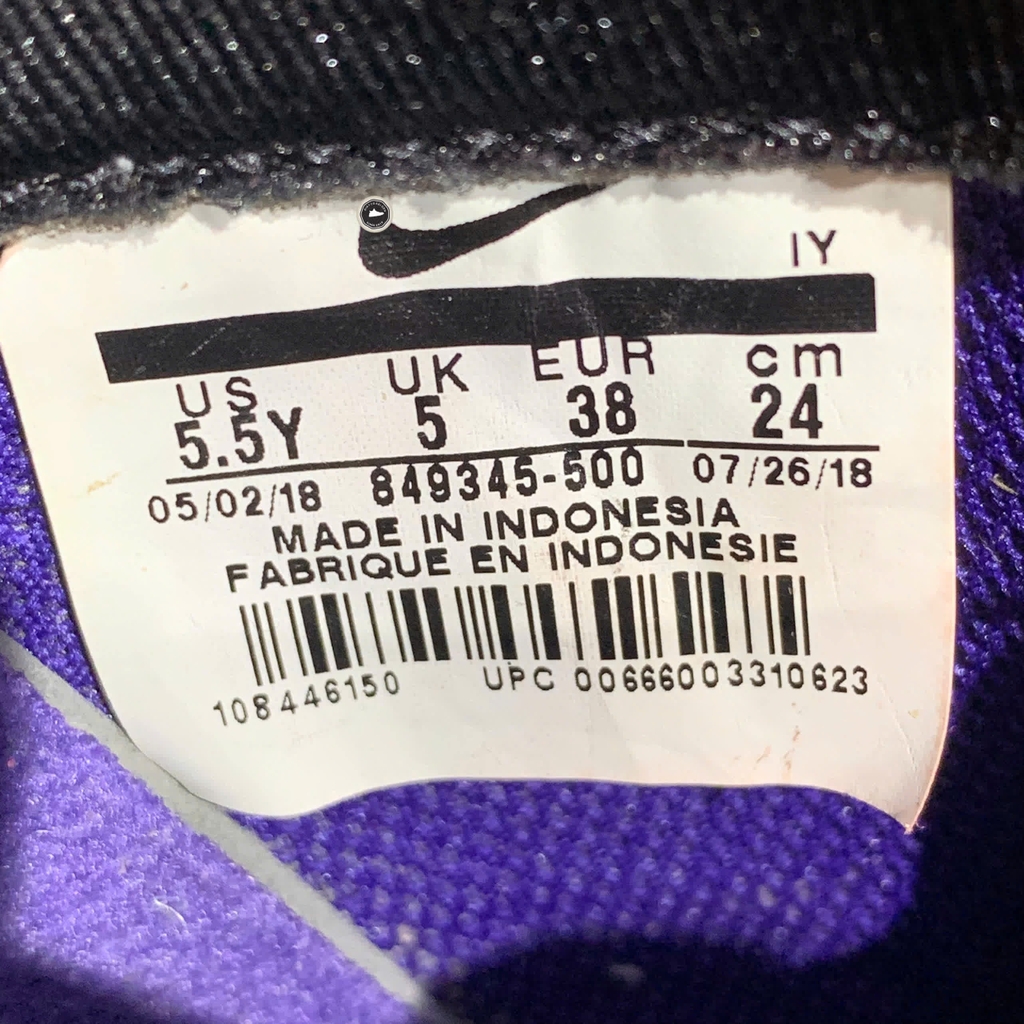 IY
US UK EUR cm
5.5Y 5 38 24
05/02/18 849345-500 07/26/18
MADE IN INDONESIA
FABRIQUE EN INDONESIE
108446150 UPC 00666003310623